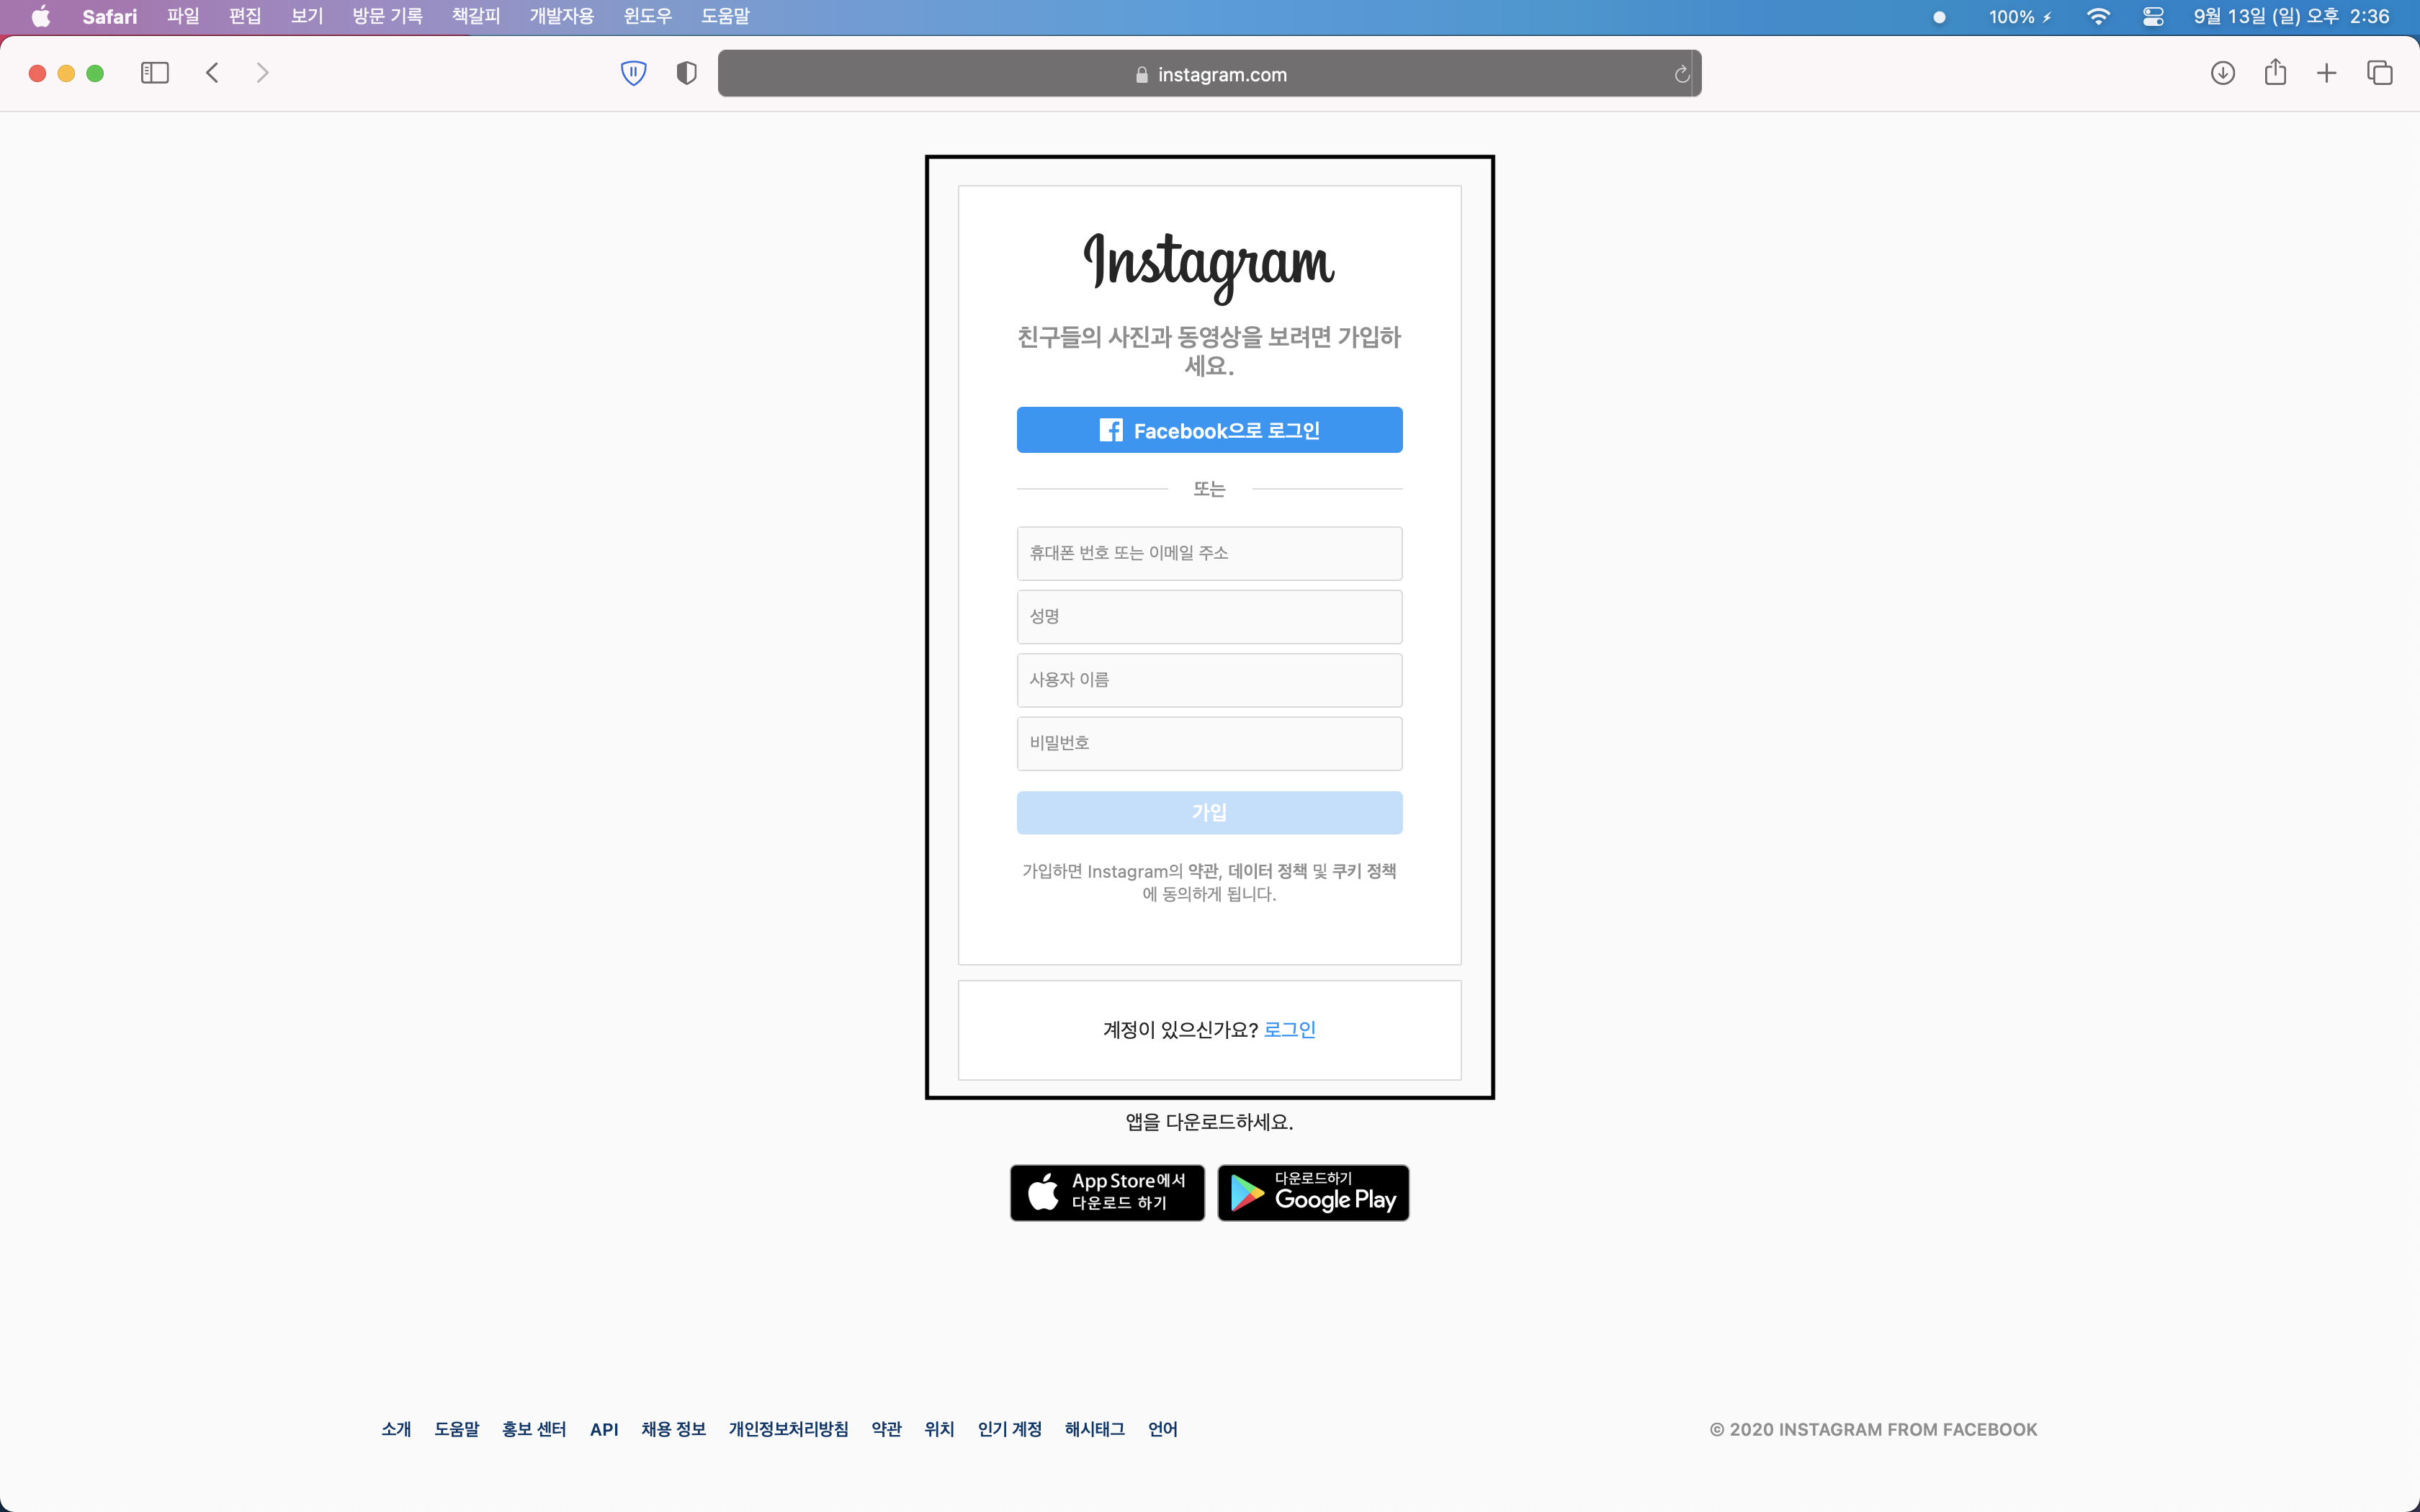 Safari 파일 편집 보기 방문 기록 책갈피 개발자용 윈도우 도움말 100% 9월 13일 (일) 오후 2:36
instagram.com
Instagram
친구들의 사진과 동영상을 보려면 가입하
세요.
Facebook으로 로그인
또는
휴대폰 번호 또는 이메일 주소
성명
사용자 이름
비밀번호
가입
가입하면 Instagram의 약관, 데이터 정책 및 쿠키 정책
에 동의하게 됩니다.
계정이 있으신가요? 로그인
앱을 다운로드하세요.
App Store에서
다운로드 하기
다운로드하기
Google Play
소개 도움말 홍보 센터 API 채용 정보 개인정보처리방침 약관 위치 인기 계정 해시태그 언어 © 2020 INSTAGRAM FROM FACEBOOK